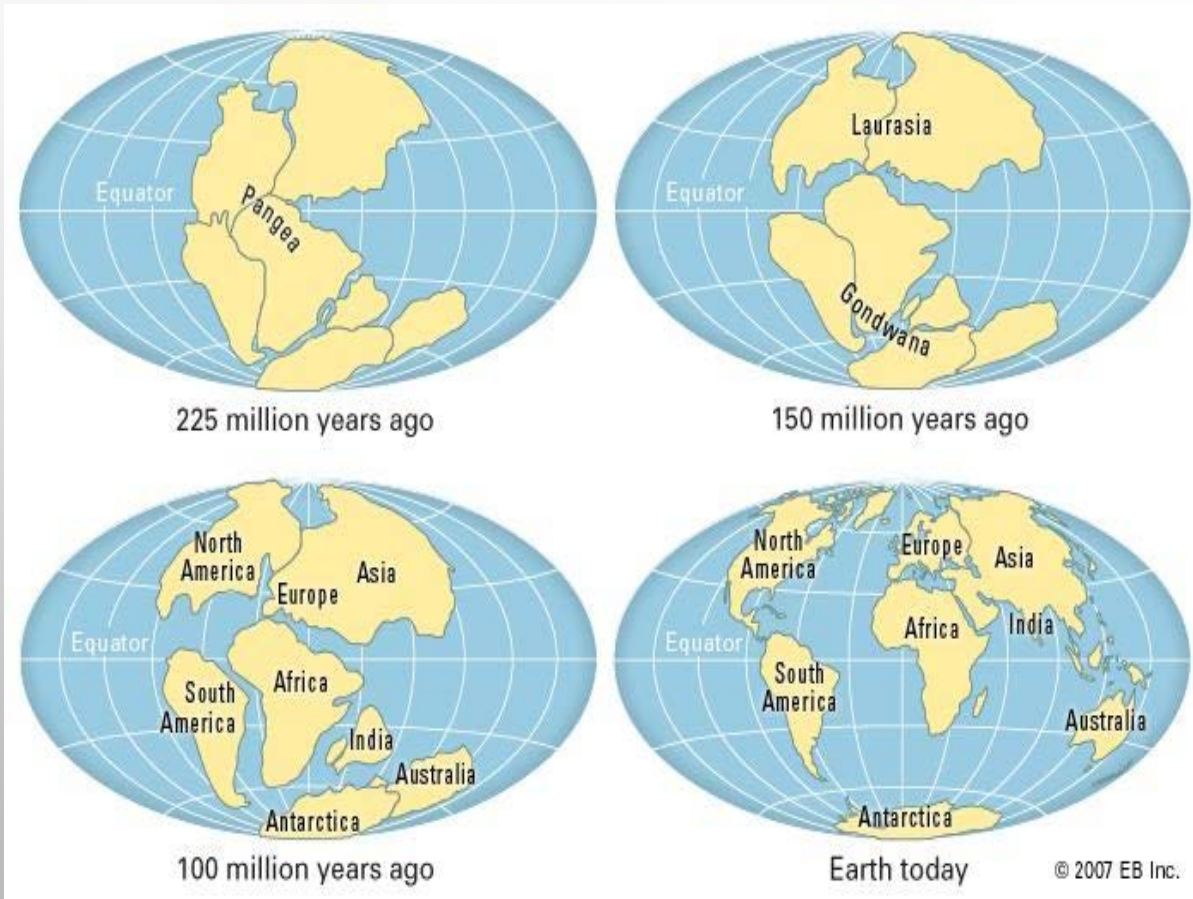 Equator
Pangea
225 million years ago
Laurasia
Equator
Gondwana
150 million years ago
North
America
Europe
Asia
Equator
Africa
South
America
India
Australia
Antarctica
100 million years ago
North
America
Europe
Asia
Equator
Africa
India
South
America
Australia
Antarctica
Earth today
© 2007 EB Inc.